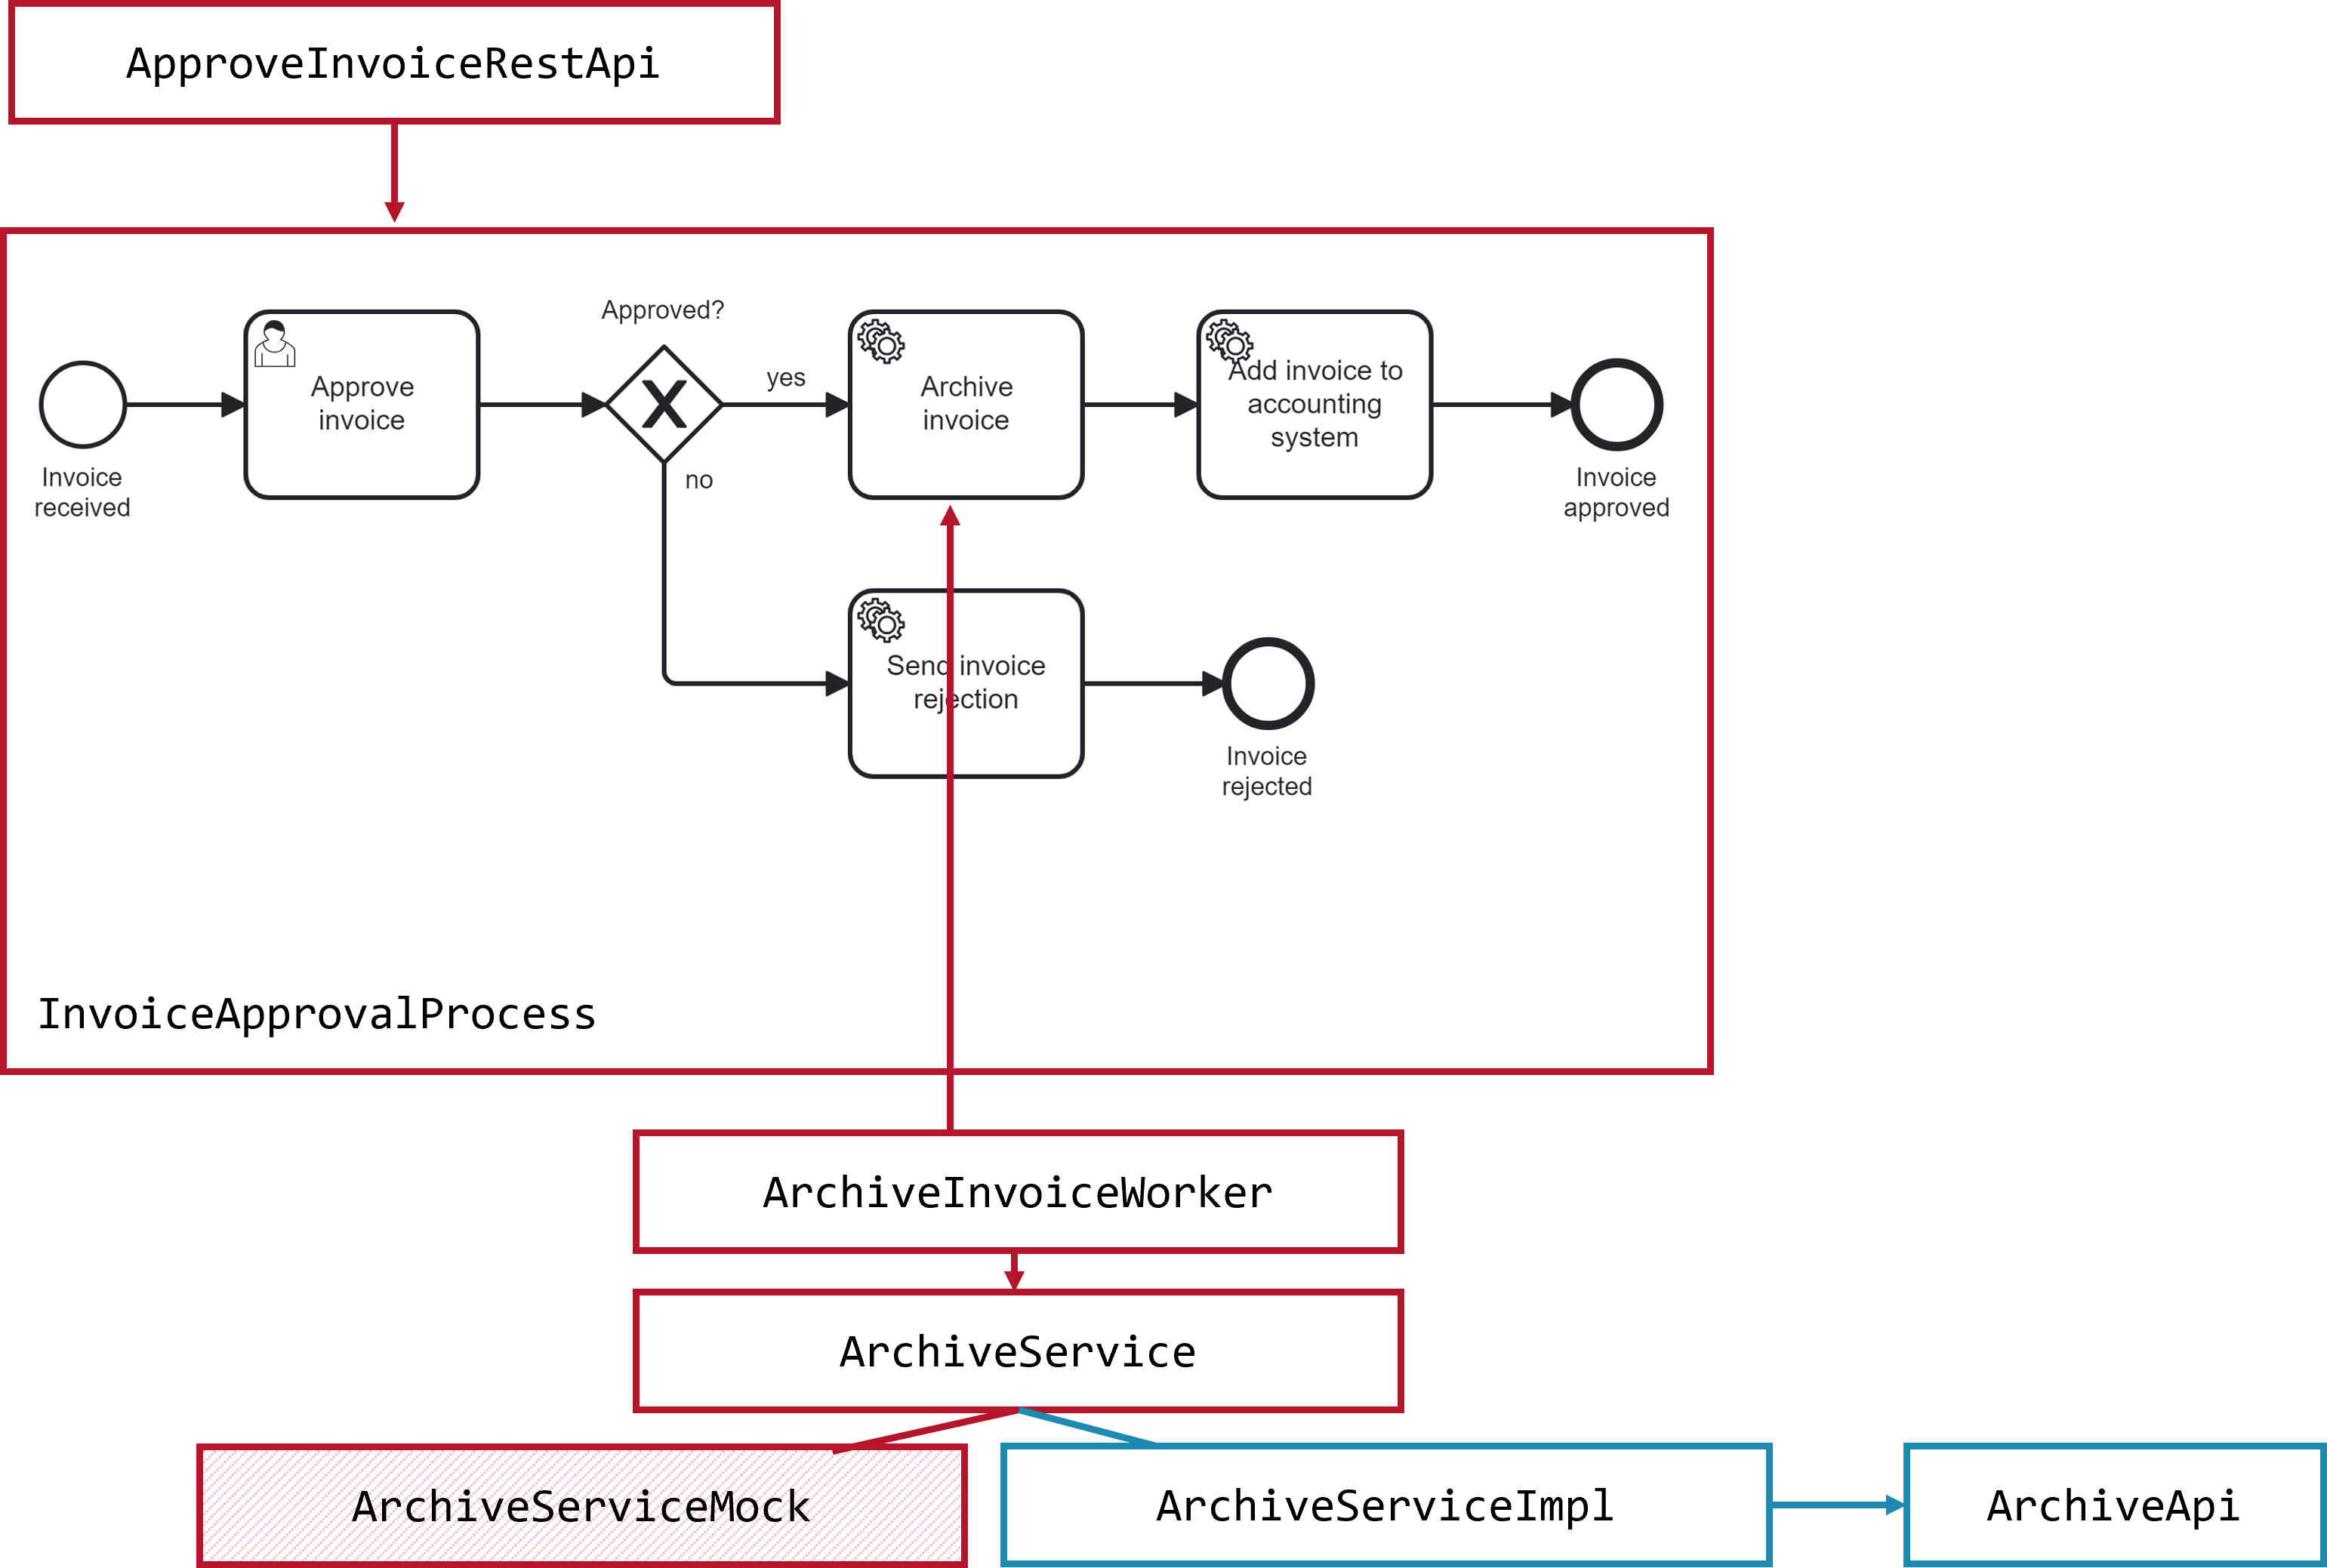 ApproveInvoiceRestApi
Approved?
yes
no
Invoice
received
Approve
invoice
Archive
invoice
Add invoice to
accounting
system
Invoice
approved
Send invoice
rejection
Invoice
rejected
InvoiceApprovalProcess
ArchiveInvoiceWorker
ArchiveService
ArchiveServiceMock
ArchiveServiceImpl
ArchiveApi